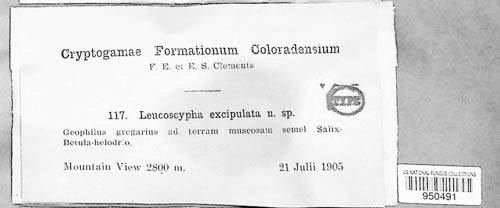 Cryptogamae Formationum Coloradensium
F. E. et E. S. Clements
117. Leucoscypha excipulata n. sp.
TYPE
Geophilus gregarius ad terram muscosam semel Salix-
Betula-helodrio.
Mountain View 2800 m. 21 Julii 1905
US NATIONAL FUNGUS COLLECTIONS
950491